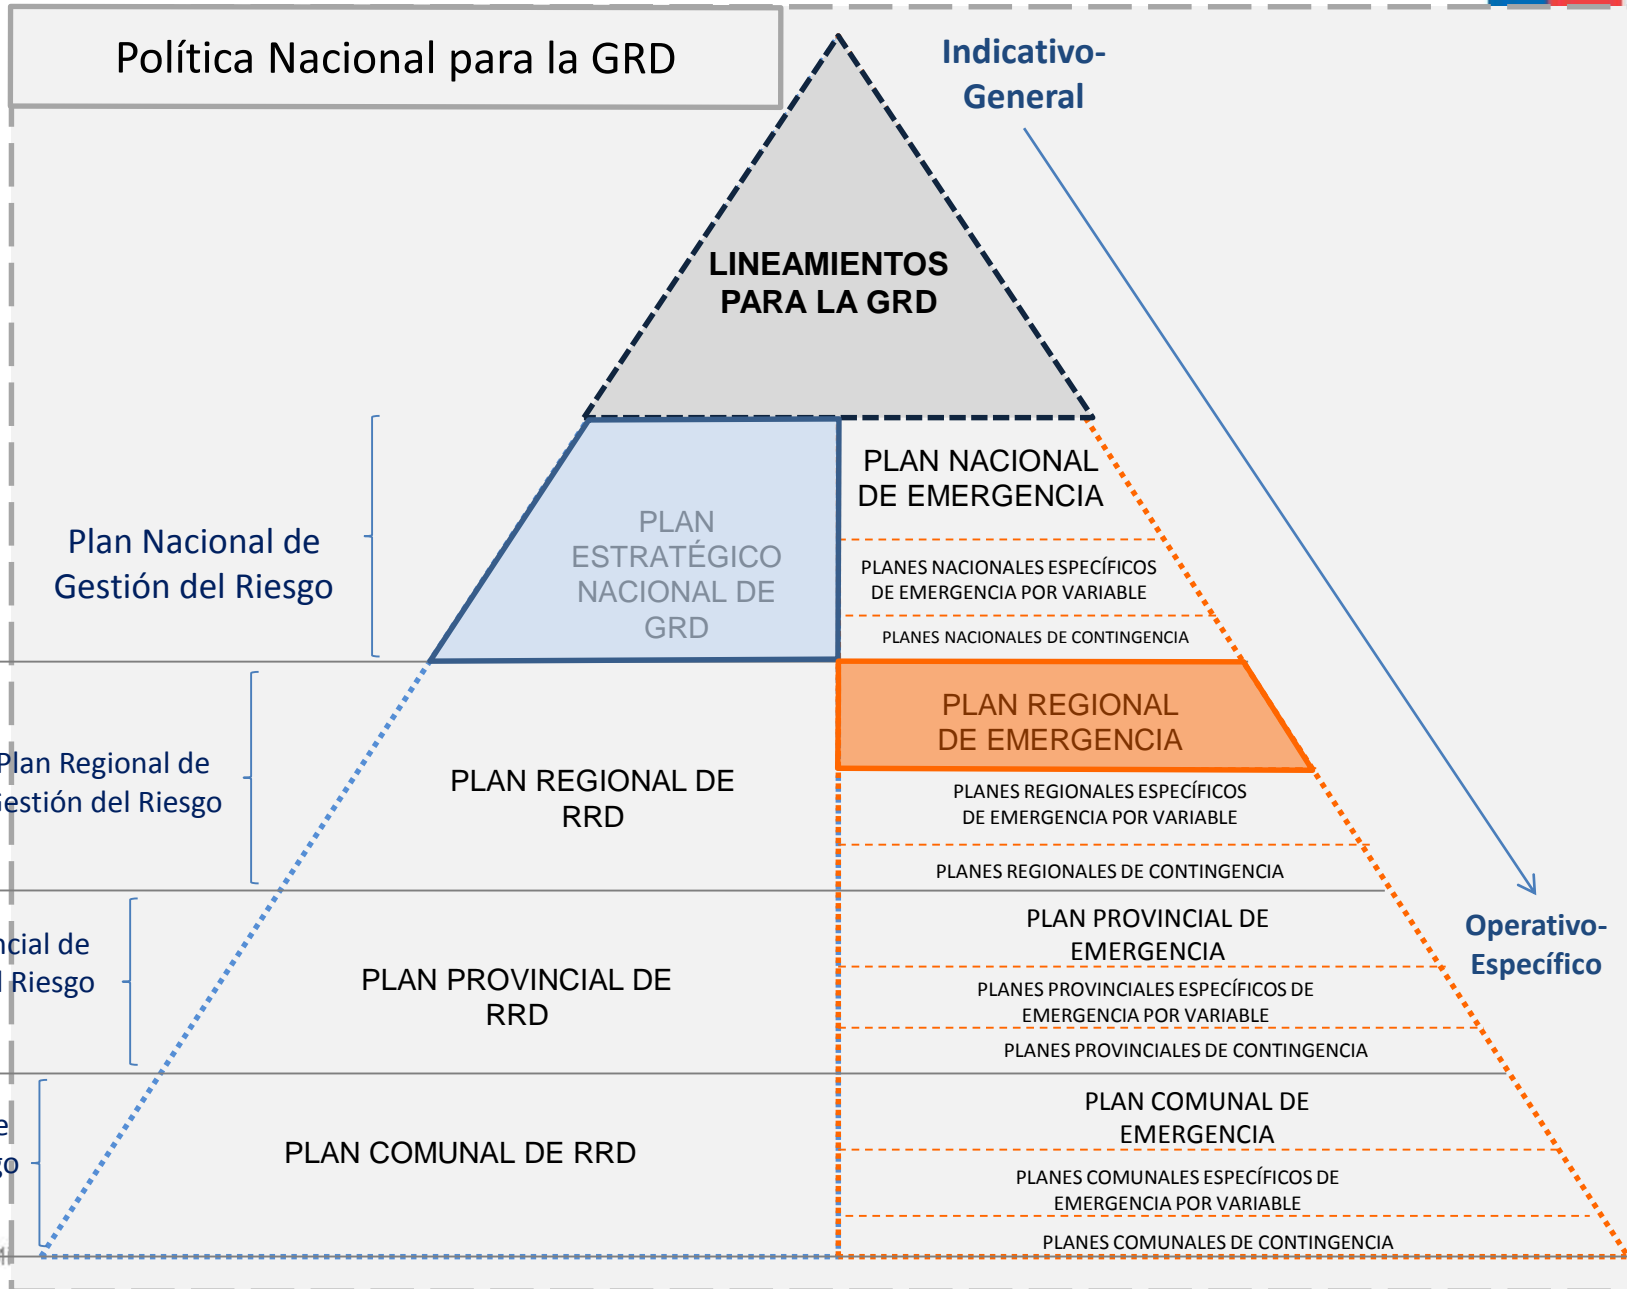 Política Nacional para la GRD
Indicativo-
General
LINEAMIENTOS
PARA LA GRD
Plan Nacional de
Gestión del Riesgo
PLAN
ESTRATÉGICO
NACIONAL DE
GRD
PLAN NACIONAL
DE EMERGENCIA
PLANES NACIONALES ESPECÍFICOS
DE EMERGENCIA POR VARIABLE
PLANES NACIONALES DE CONTINGENCIA
Plan Regional de
Gestión del Riesgo
PLAN REGIONAL DE
RRD
PLAN REGIONAL
DE EMERGENCIA
PLANES REGIONALES ESPECÍFICOS
DE EMERGENCIA POR VARIABLE
PLANES REGIONALES DE CONTINGENCIA
de
Riesgo
PLAN PROVINCIAL DE
RRD
PLAN PROVINCIAL DE
EMERGENCIA
PLANES PROVINCIALES ESPECÍFICOS DE
EMERGENCIA POR VARIABLE
PLANES PROVINCIALES DE CONTINGENCIA
Operativo-
Específico
PLAN COMUNAL DE RRD
PLAN COMUNAL DE
EMERGENCIA
PLANES COMUNALES ESPECÍFICOS DE
EMERGENCIA POR VARIABLE
PLANES COMUNALES DE CONTINGENCIA